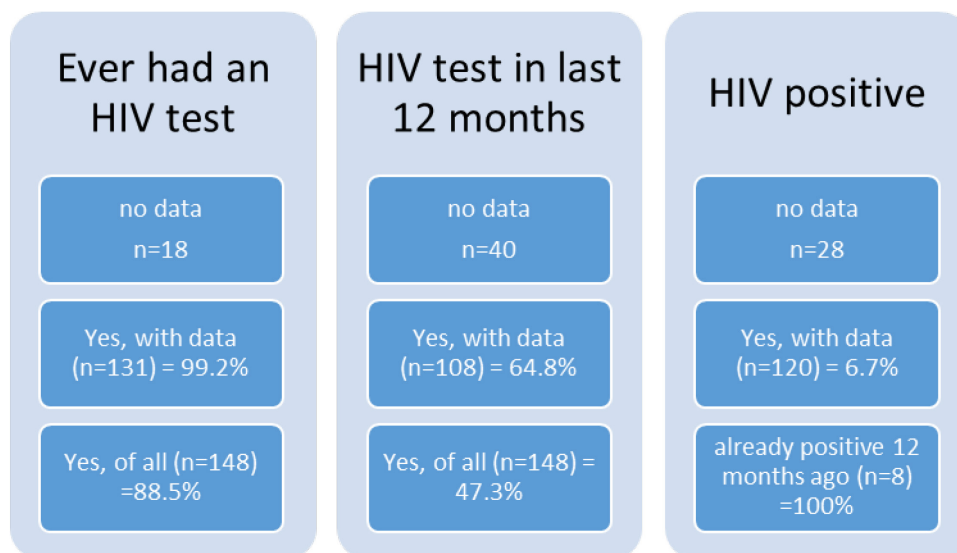 Ever had an
HIV test
no data
n=18
Yes, with data
(n=131) = 99.2%
Yes, of all (n=148)
=88.5%
HIV test in last
12 months
no data
n=40
Yes, with data
(n=108) = 64.8%
Yes, of all (n=148) =
47.3%
HIV positive
no data
n=28
Yes, with data
(n=120) = 6.7%
already positive 12
months ago (n=8)
=100%